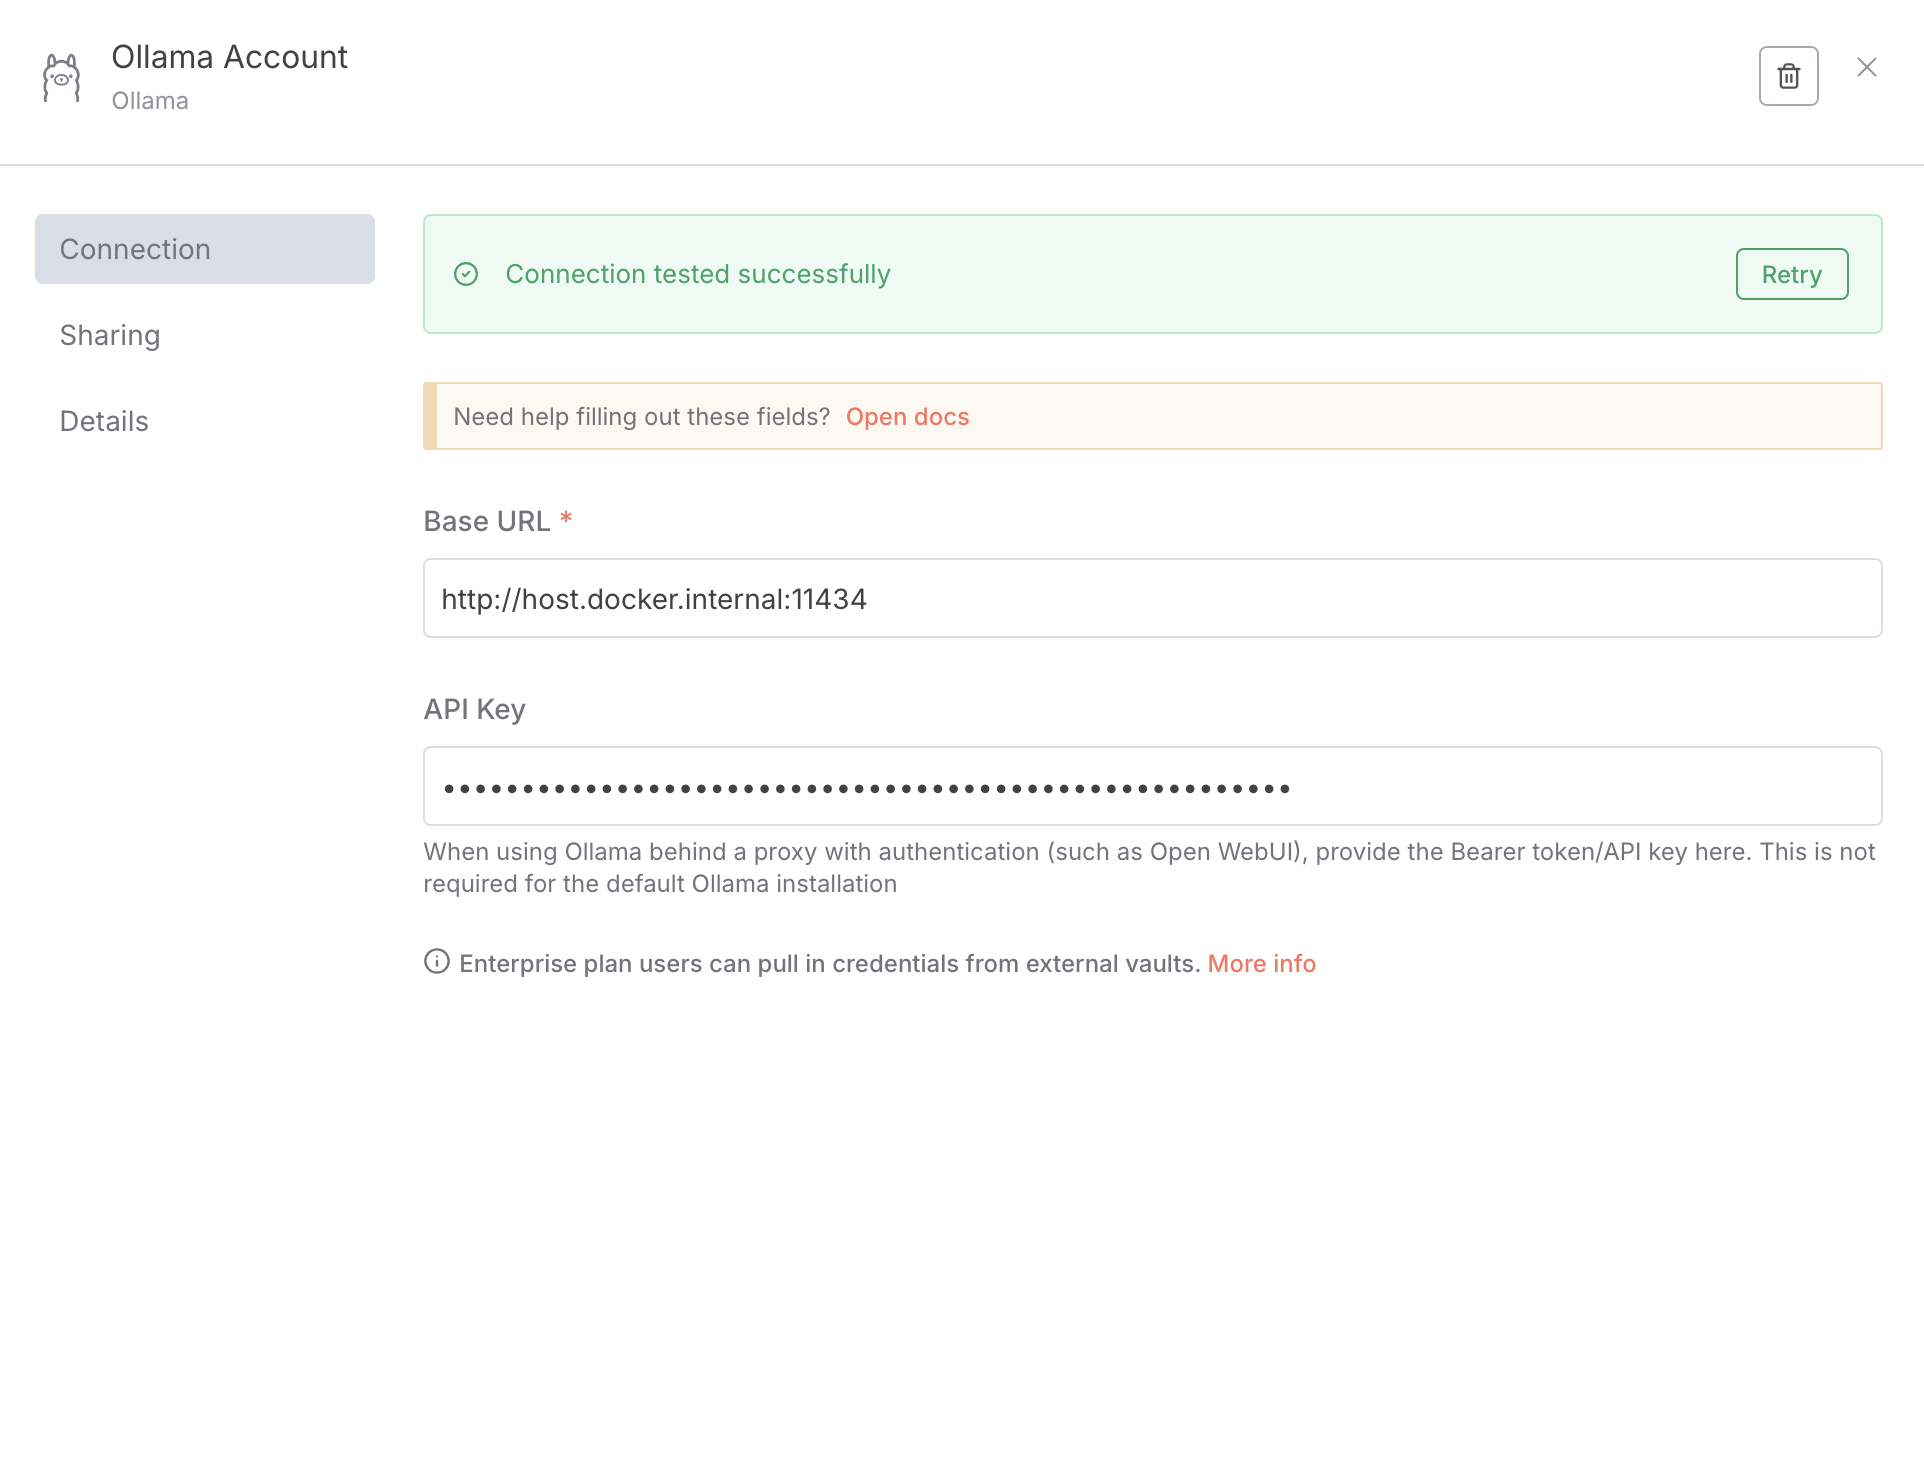 Ollama Account
Ollama
Connection
Sharing
Details
Connection tested successfully
Retry
Need help filling out these fields? Open docs
Base URL *
http://host.docker.internal:11434
API Key
••••••••••••••••••••••••••••••••••••••••••••••••••••••
When using Ollama behind a proxy with authentication (such as Open WebUI), provide the Bearer token/API key here. This is not
required for the default Ollama installation
Enterprise plan users can pull in credentials from external vaults. More info